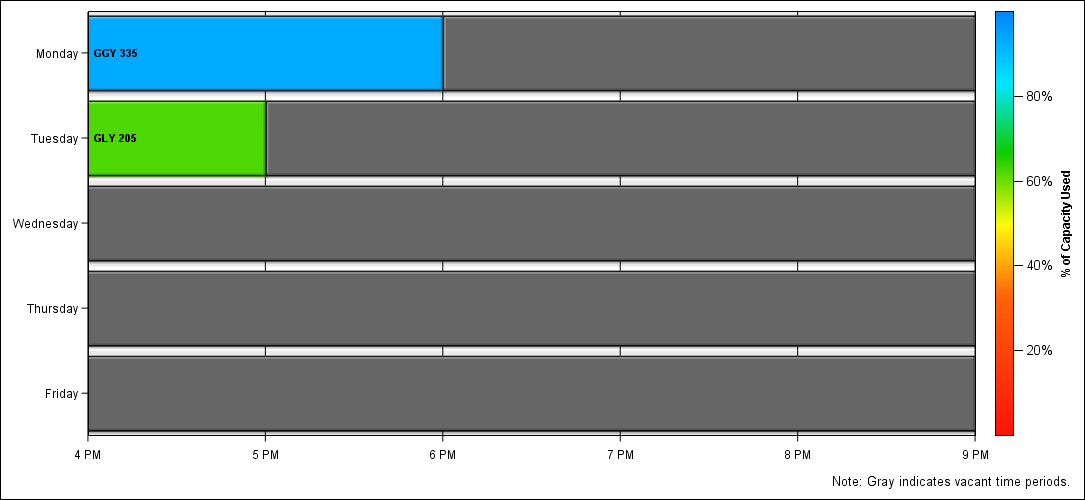 Monday
GGY 335
Tuesday
GLY 205
Wednesday
Thursday
Friday
4 PM
5 PM
6 PM
7 PM
8 PM
9 PM
80%
60%
40%
20%
% of Capacity Used
Note: Gray indicates vacant time periods.